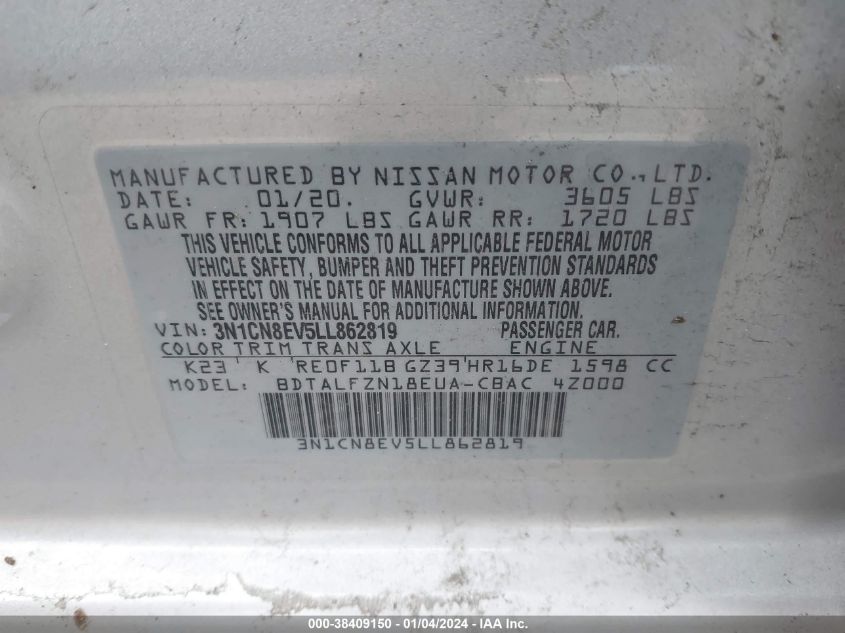 MANUFACTURED BY NISSAN MOTOR CO., LTD.
DATE: 01/20. GVWR: 3605 LBS
GAWR FR: 1907 LBS GAWR RR: 1720 LBS
THIS VEHICLE CONFORMS TO ALL APPLICABLE FEDERAL MOTOR
VEHICLE SAFETY, BUMPER AND THEFT PREVENTION STANDARDS
IN EFFECT ON THE DATE OF MANUFACTURE SHOWN ABOVE.
SEE OWNER'S MANUAL FOR ADDITIONAL INFORMATION.
VIN: 3N1CN8EV5LL862819 PASSENGER CAR.
COLOR TRIM TRANS AXLE ENGINE
K23 K RE0F11B GZ39 HR16DE 1598 CC
MODEL: BDTALFZN18EUA-CBAC 4Z000
3N1CN8EV5LL862819
000-38409150 - 01/04/2024 - IAA Inc.